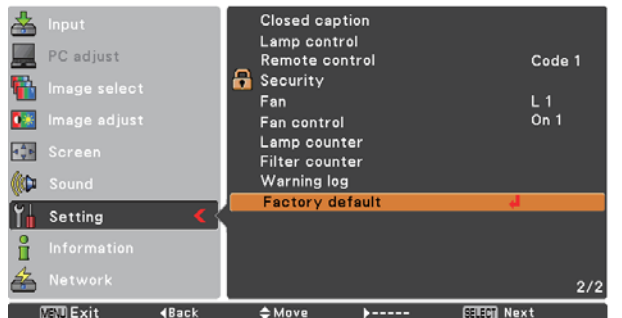 Input
PC adjust
Image select
Image adjust
Screen
Sound
Setting
Information
Network
Closed caption
Lamp control
Remote control Code 1
Security
Fan L 1
Fan control On 1
Lamp counter
Filter counter
Warning log
Factory default
2/2
MENU Exit Back Move ----- SELECT Next